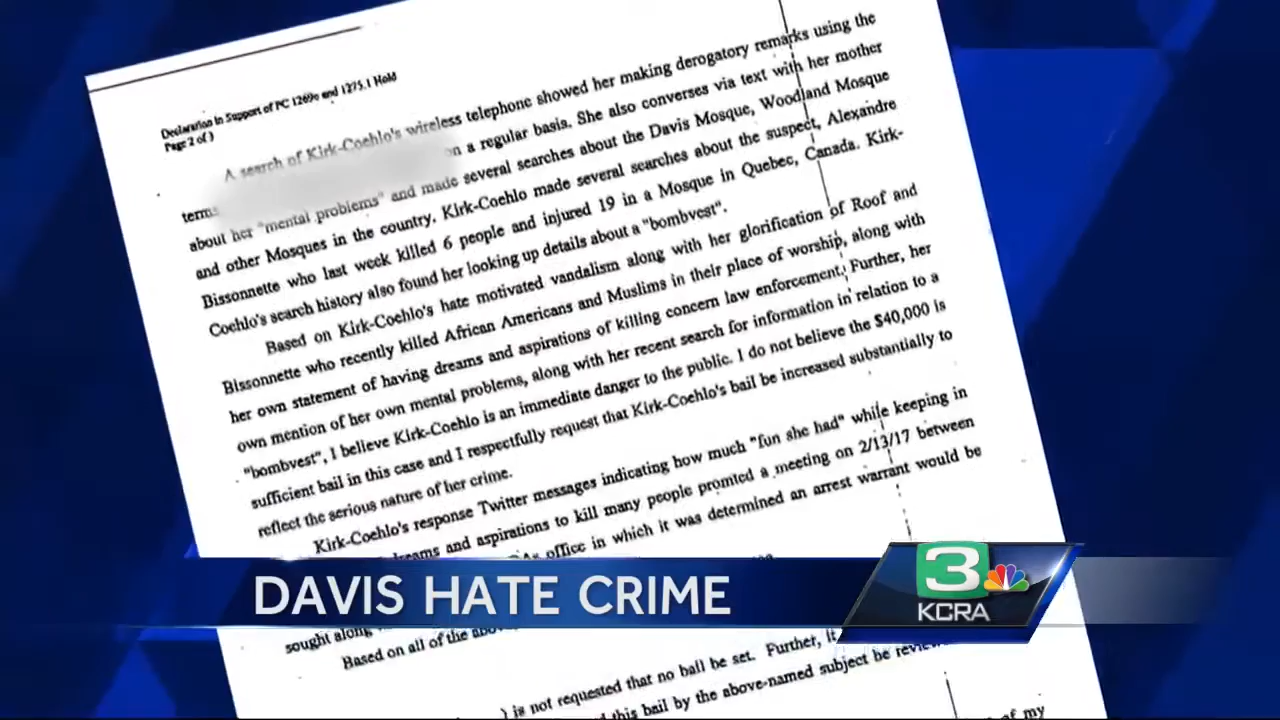 Declaration in Support of PC 1269c and 1275.1 Hold
Page 2 of 3
A search of Kirk-Coehlo's wireless telephone showed her making derogatory remarks using the
terms on a regular basis. She also converses via text with her mother
about her "mental problems" and made several searches about the Davis Mosque, Woodland Mosque
and other Mosques in the country. Kirk-Coehlo made several searches about the suspect, Alexandre
Bissonnette who last week killed 6 people and injured 19 in a Mosque in Quebec, Canada. Kirk-
Coehlo's search history also found her looking up details about a "bombvest".
Based on Kirk-Coehlo's hate motivated vandalism along with her glorification of Roof and
Bissonnette who recently killed African Americans and Muslims in their place of worship, along with
her own statement of having dreams and aspirations of killing concern law enforcement. Further, her
own mention of her own mental problems, along with her recent search for information in relation to a
"bombvest", I believe Kirk-Coehlo is an immediate danger to the public. I do not believe the $40,000 is
sufficient bail in this case and I respectfully request that Kirk-Coehlo's bail be increased substantially to
reflect the serious nature of her crime.
Kirk-Coehlo's response Twitter messages indicating how much "fun she had" while keeping in
dreams and aspirations to kill many people promted a meeting on 2/13/17 between
office in which it was determined an arrest warrant would be
sought along
Based on all of the
is not requested that no bail be set. Further, it
this bail by the above-named subject be
of my
DAVIS HATE CRIME
3
KCRA